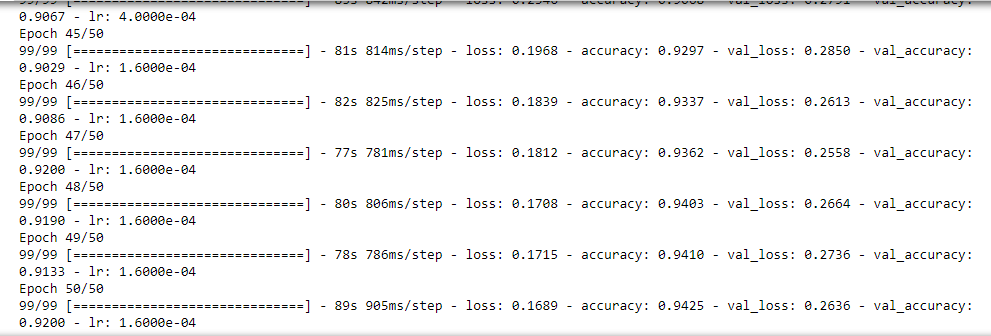 0.9067 - lr: 4.0000e-04
Epoch 45/50
99/99 [==============================] - 81s 814ms/step - loss: 0.1968 - accuracy: 0.9297 - val_loss: 0.2850 - val_accuracy:
0.9029 - lr: 1.6000e-04
Epoch 46/50
99/99 [==============================] - 82s 825ms/step - loss: 0.1839 - accuracy: 0.9337 - val_loss: 0.2613 - val_accuracy:
0.9086 - lr: 1.6000e-04
Epoch 47/50
99/99 [==============================] - 77s 781ms/step - loss: 0.1812 - accuracy: 0.9362 - val_loss: 0.2558 - val_accuracy:
0.9200 - lr: 1.6000e-04
Epoch 48/50
99/99 [==============================] - 80s 806ms/step - loss: 0.1708 - accuracy: 0.9403 - val_loss: 0.2664 - val_accuracy:
0.9190 - lr: 1.6000e-04
Epoch 49/50
99/99 [==============================] - 78s 786ms/step - loss: 0.1715 - accuracy: 0.9410 - val_loss: 0.2736 - val_accuracy:
0.9133 - lr: 1.6000e-04
Epoch 50/50
99/99 [==============================] - 89s 905ms/step - loss: 0.1689 - accuracy: 0.9425 - val_loss: 0.2636 - val_accuracy:
0.9200 - lr: 1.6000e-04